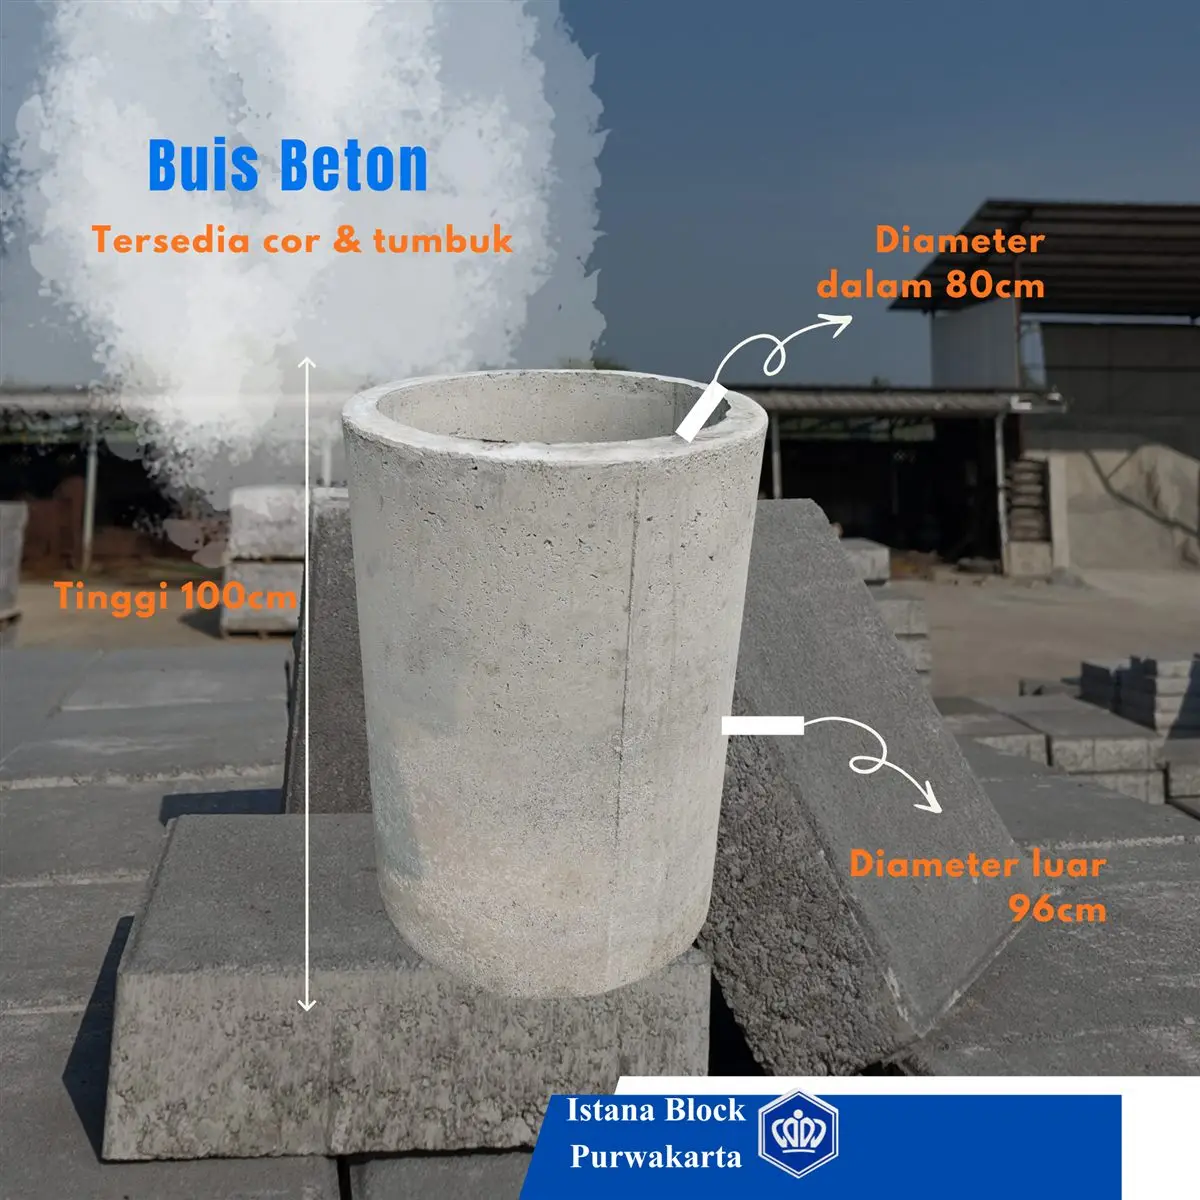 Buis Beton
Tersedia cor & tumbuk
Diameter
dalam 80cm
Tinggi 100cm
Diameter luar
96cm
Istana Block
Purwakarta